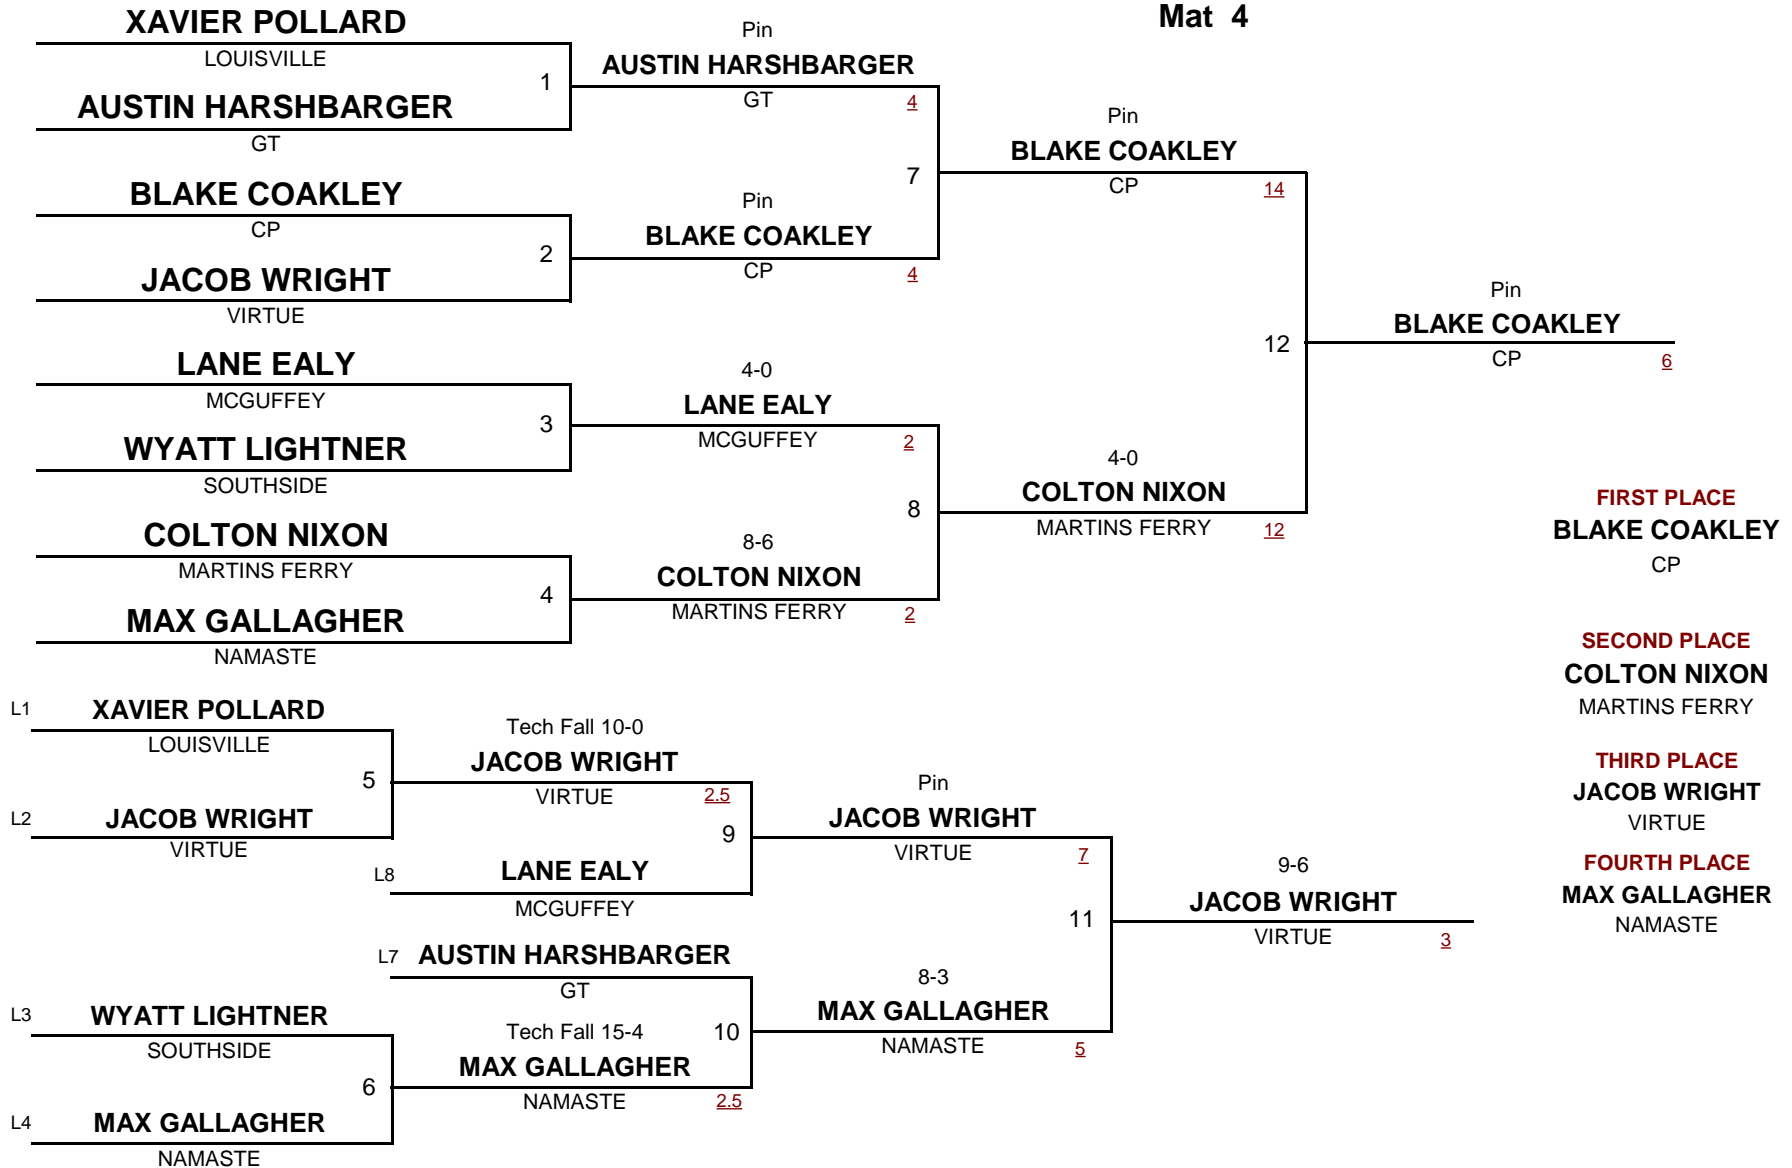 Mat 4
XAVIER POLLARD
LOUISVILLE
1
AUSTIN HARSHBARGER
GT
BLAKE COAKLEY
CP
2
JACOB WRIGHT
VIRTUE
LANE EALY
MCGUFFEY
3
WYATT LIGHTNER
SOUTHSIDE
COLTON NIXON
MARTINS FERRY
4
MAX GALLAGHER
NAMASTE
Pin
AUSTIN HARSHBARGER
GT 4
7
Pin
BLAKE COAKLEY
CP 4
4-0
LANE EALY
MCGUFFEY 2
8
8-6
COLTON NIXON
MARTINS FERRY 2
Pin
BLAKE COAKLEY
CP 14
12
4-0
COLTON NIXON
MARTINS FERRY 12
Pin
BLAKE COAKLEY
CP 6
FIRST PLACE
BLAKE COAKLEY
CP
SECOND PLACE
COLTON NIXON
MARTINS FERRY
THIRD PLACE
JACOB WRIGHT
VIRTUE
FOURTH PLACE
MAX GALLAGHER
NAMASTE
L1 XAVIER POLLARD
LOUISVILLE
5
L2 JACOB WRIGHT
VIRTUE
Tech Fall 10-0
JACOB WRIGHT
VIRTUE 2.5
9
L8 LANE EALY
MCGUFFEY
L7 AUSTIN HARSHBARGER
GT
L3 WYATT LIGHTNER
SOUTHSIDE
6
L4 MAX GALLAGHER
NAMASTE
Tech Fall 15-4
10
MAX GALLAGHER
NAMASTE 2.5
Pin
JACOB WRIGHT
VIRTUE 7
11
8-3
MAX GALLAGHER
NAMASTE 5
9-6
JACOB WRIGHT
VIRTUE 3